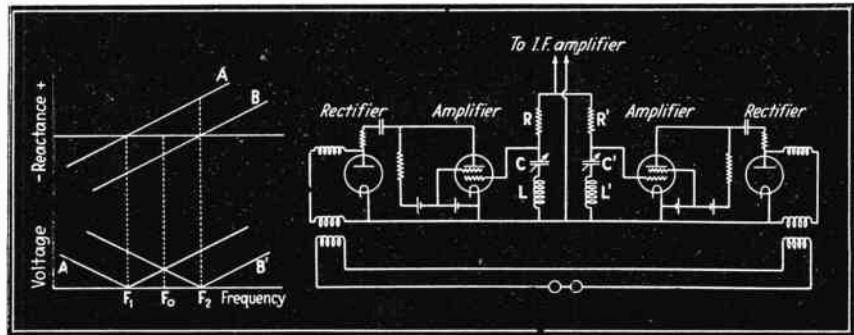 To I.F. amplifier
- Reactance +
A
B
Rectifier
Amplifier
R
R'
Amplifier
Rectifier
C
C'
L
L'
Voltage
A
B'
F₁
F₀
F₂
Frequency